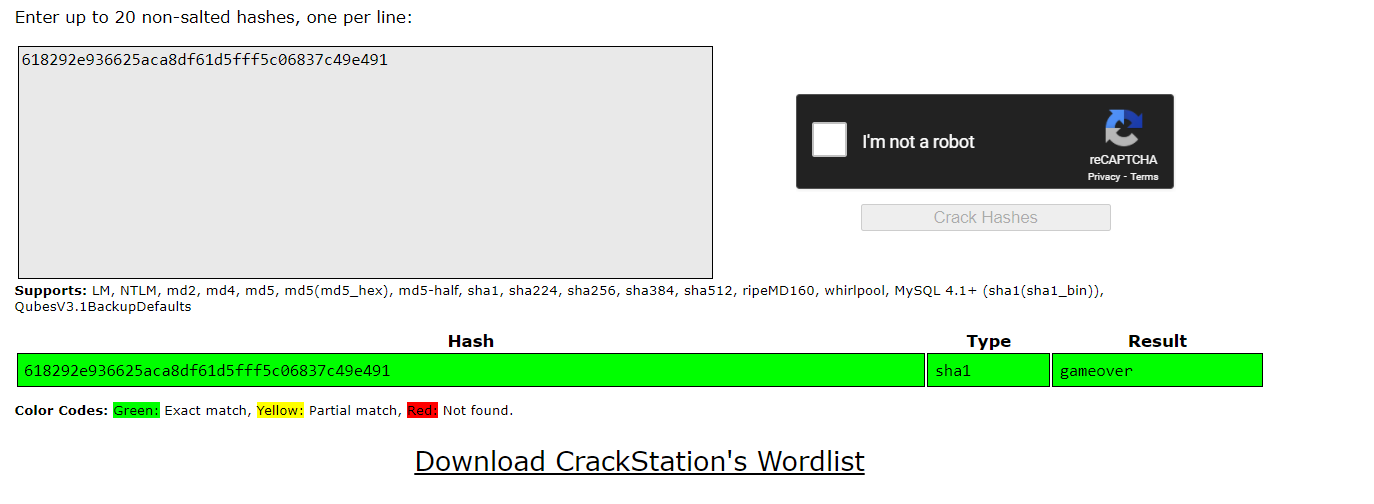 Enter up to 20 non-salted hashes, one per line:
618292e936625aca8df61d5fff5c06837c49e491
I'm not a robot
reCAPTCHA
Privacy - Terms
Crack Hashes
Supports: LM, NTLM, md2, md4, md5, md5(md5_hex), md5-half, sha1, sha224, sha256, sha384, sha512, ripeMD160, whirlpool, MySQL 4.1+ (sha1(sha1_bin)),
QubesV3.1BackupDefaults
Hash Type Result
618292e936625aca8df61d5fff5c06837c49e491 sha1 gameover
Color Codes: Green: Exact match, Yellow: Partial match, Red: Not found.
Download CrackStation's Wordlist